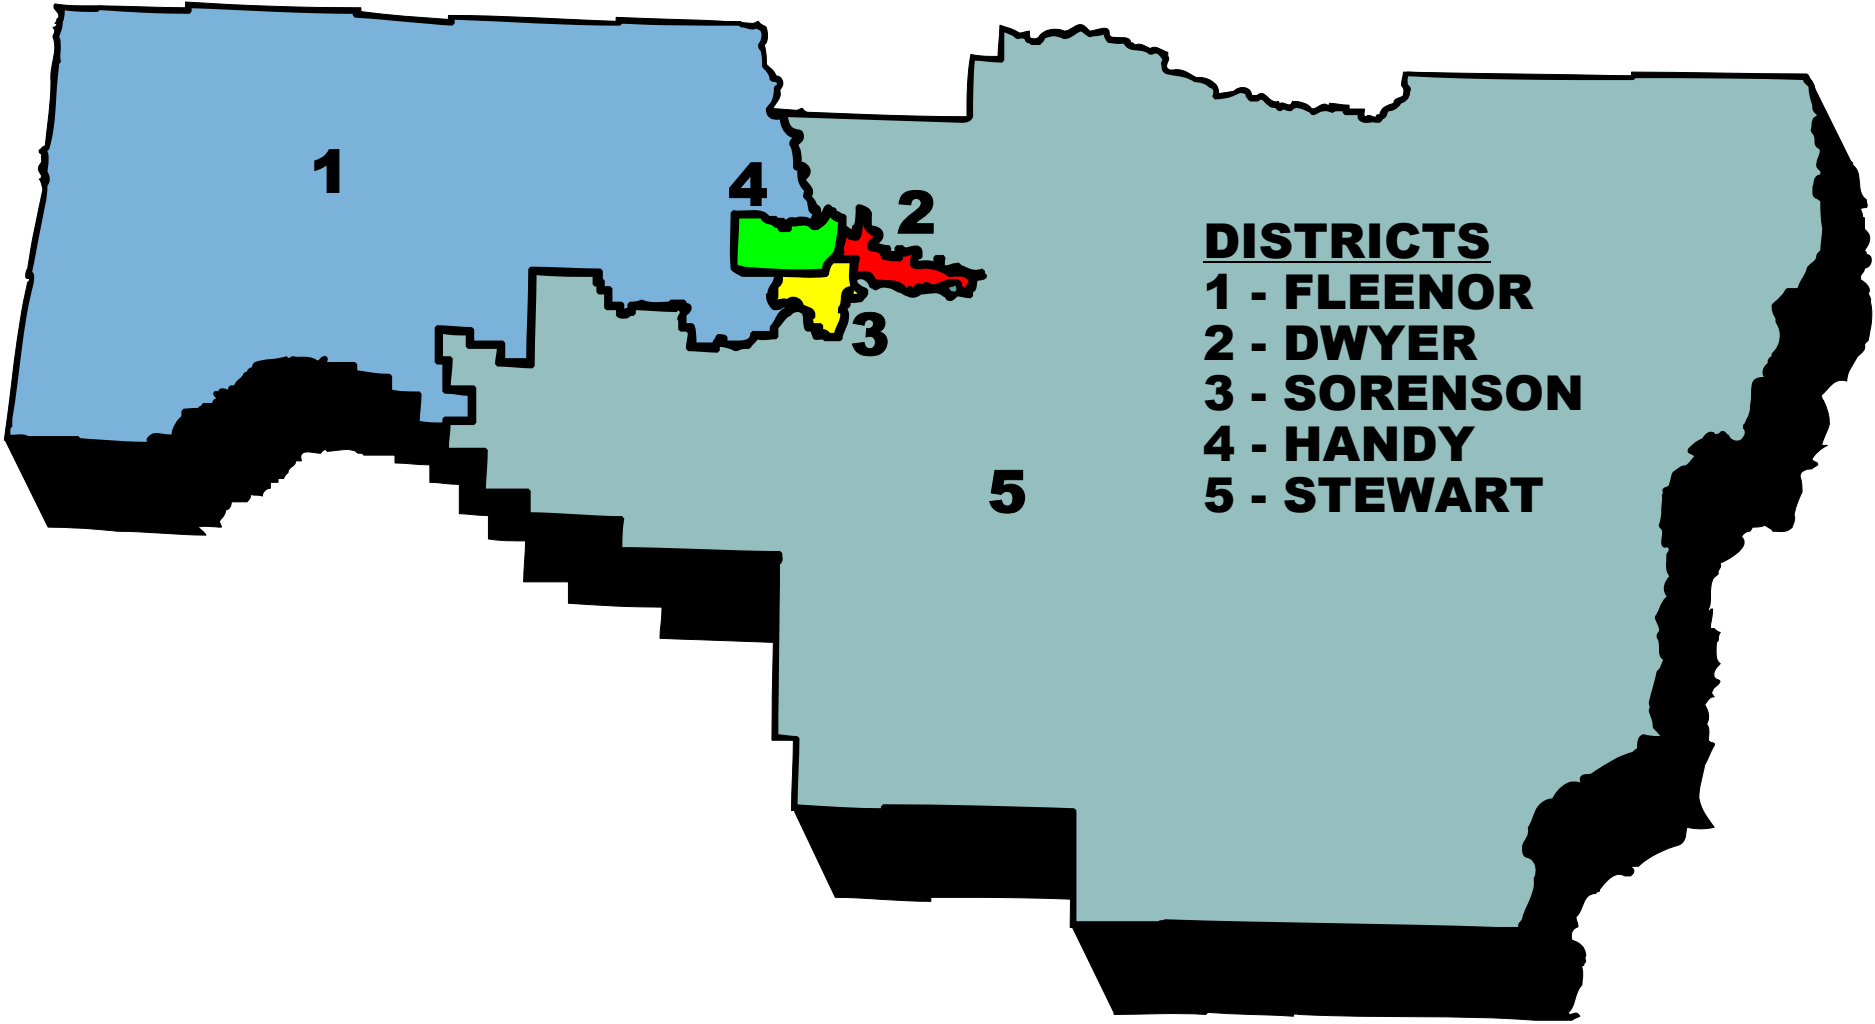 1
4
2
3
5
DISTRICTS
1 - FLEENOR
2 - DWYER
3 - SORENSON
4 - HANDY
5 - STEWART